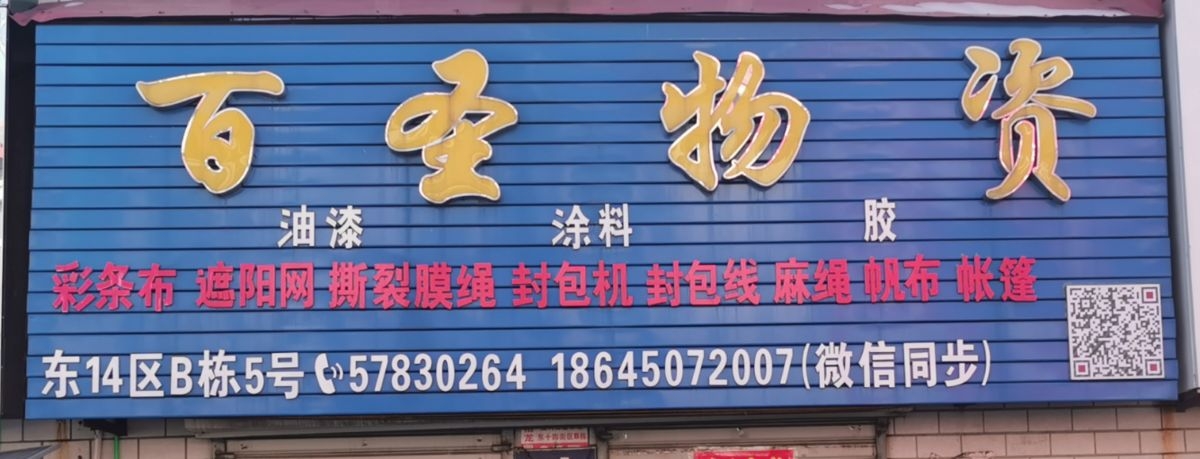 百圣物资
油漆 涂料 胶
彩条布 遮阳网 撕裂膜绳 封包机 封包线 麻绳 帆布 帐篷
东14区B栋5号 57830264 18645072007(微信同步)